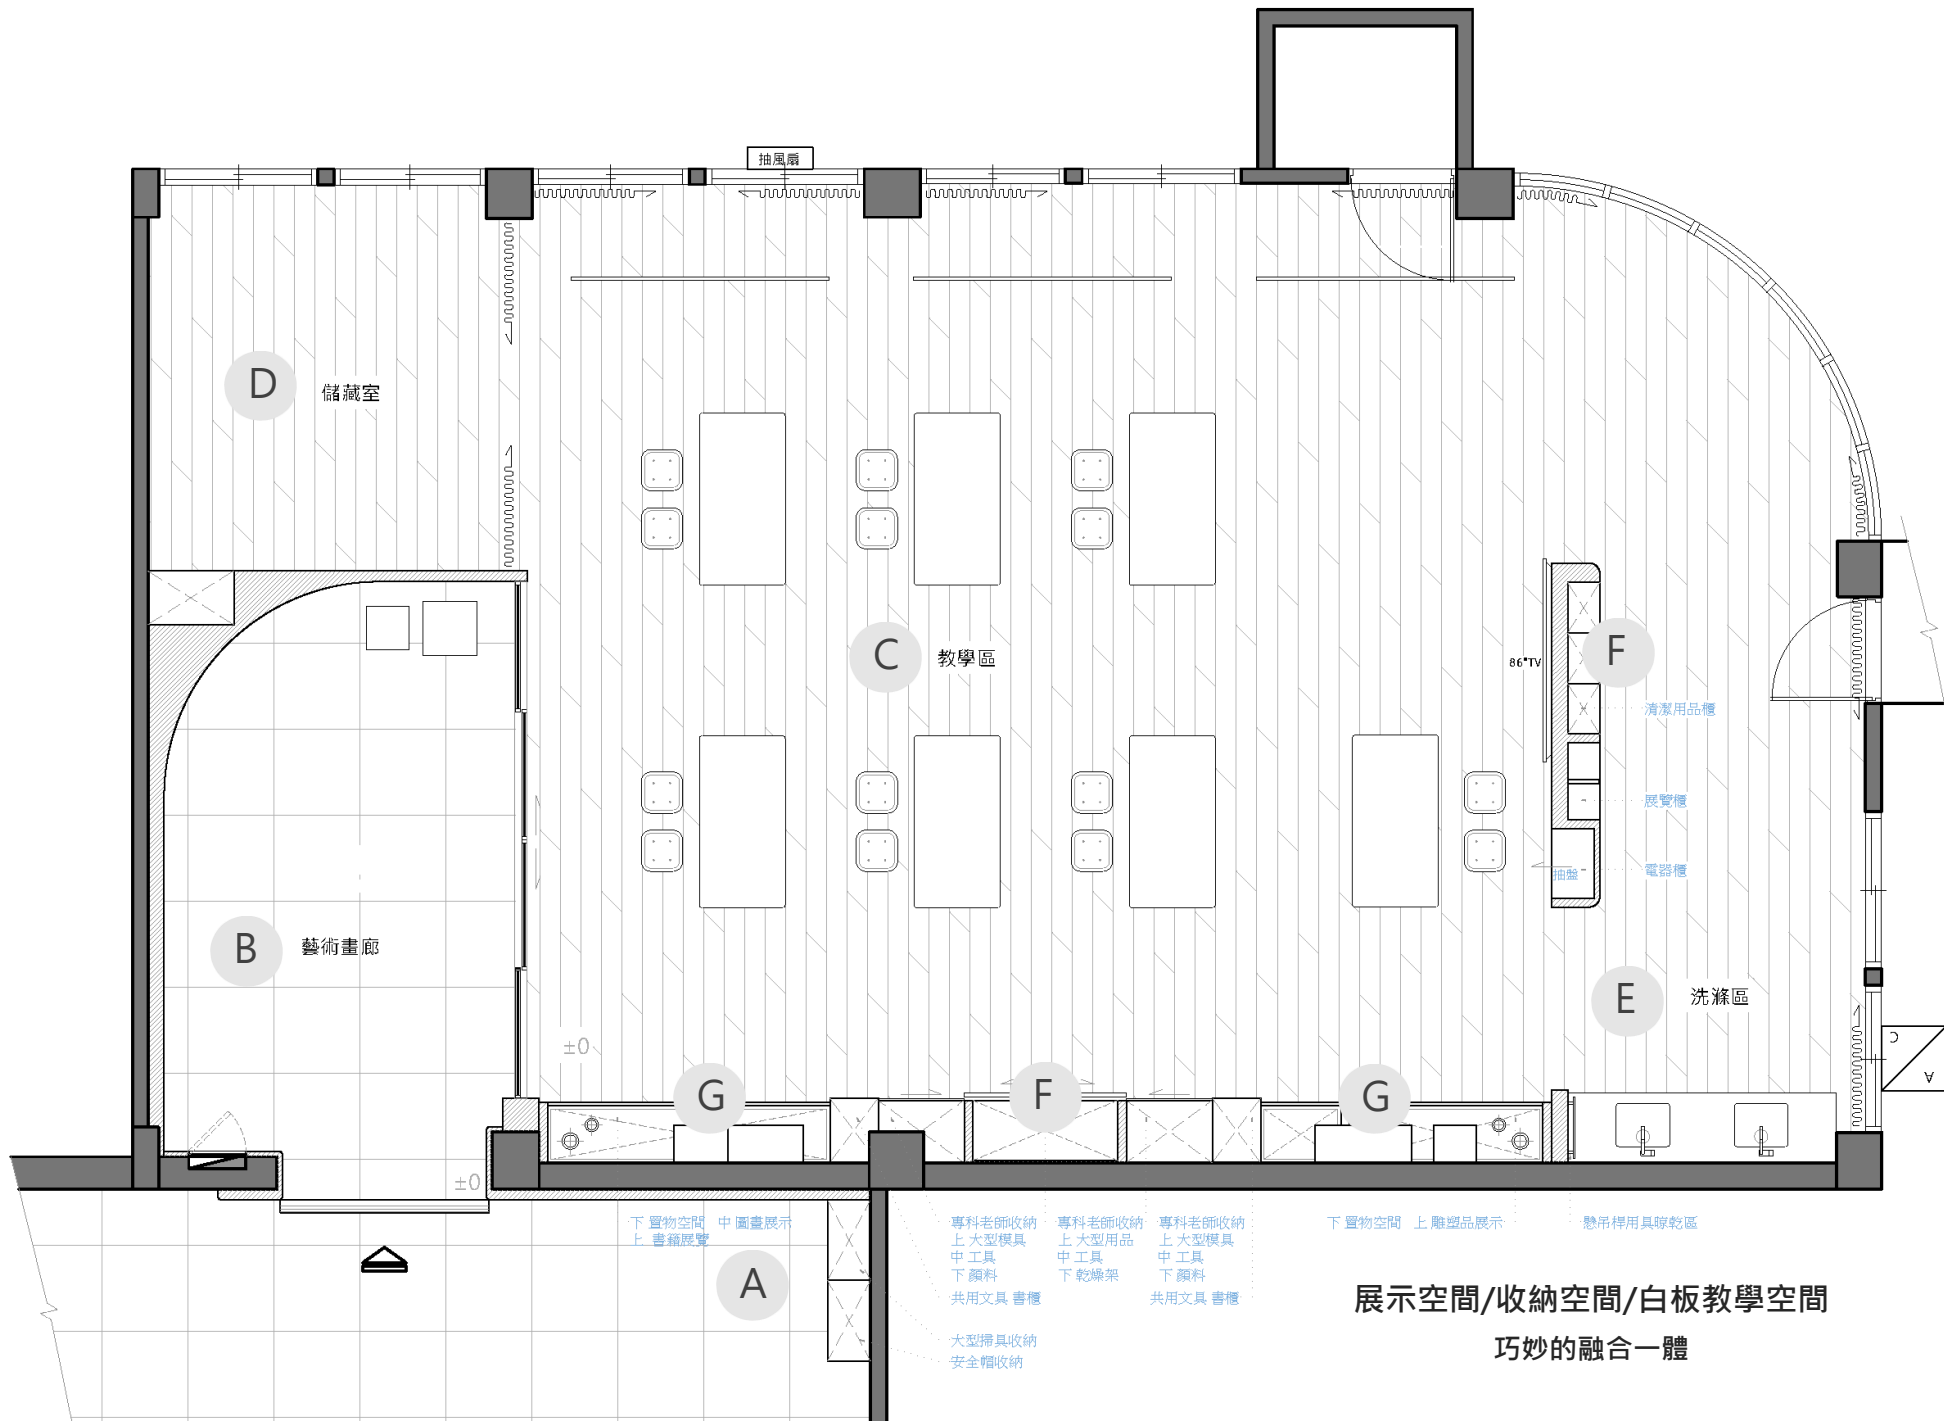 抽風扇
D
儲藏室
C
教學區
86"TV
F
清潔用品櫃
展覽櫃
電器櫃
抽盤
B
藝術畫廊
E
洗滌區
±0
G
F
G
C
A
±0
下 置物空間 中 圖畫展示
上 書籍展覽
A
專科老師收納
上 大型模具
中 工具
下 顏料
共用文具 書櫃
專科老師收納
上 大型用品
中 工具
下 乾燥架
專科老師收納
上 大型模具
中 工具
下 顏料
共用文具 書櫃
下 置物空間 上 雕塑品展示
懸吊桿用具晾乾區
大型掃具收納
安全帽收納
展示空間/收納空間/白板教學空間
巧妙的融合一體